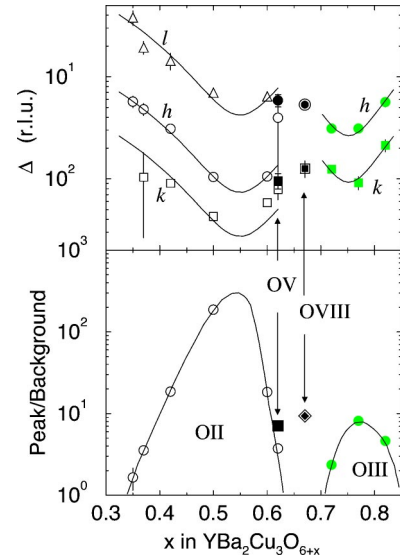 Δ (r.l.u.)
10¹
10²
10³
l
h
k
h
k
OV
OVIII
Peak/Background
10²
10¹
10⁰
OII
OIII
0.3 0.4 0.5 0.6 0.7 0.8
x in YBa₂Cu₃O₆₊ₓ